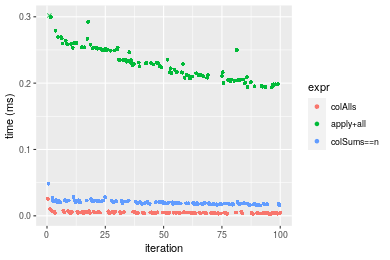 0.3
0.2
0.1
0.0
time (ms)
0
25
50
75
100
iteration
expr
colAlls
apply+all
colSums==n